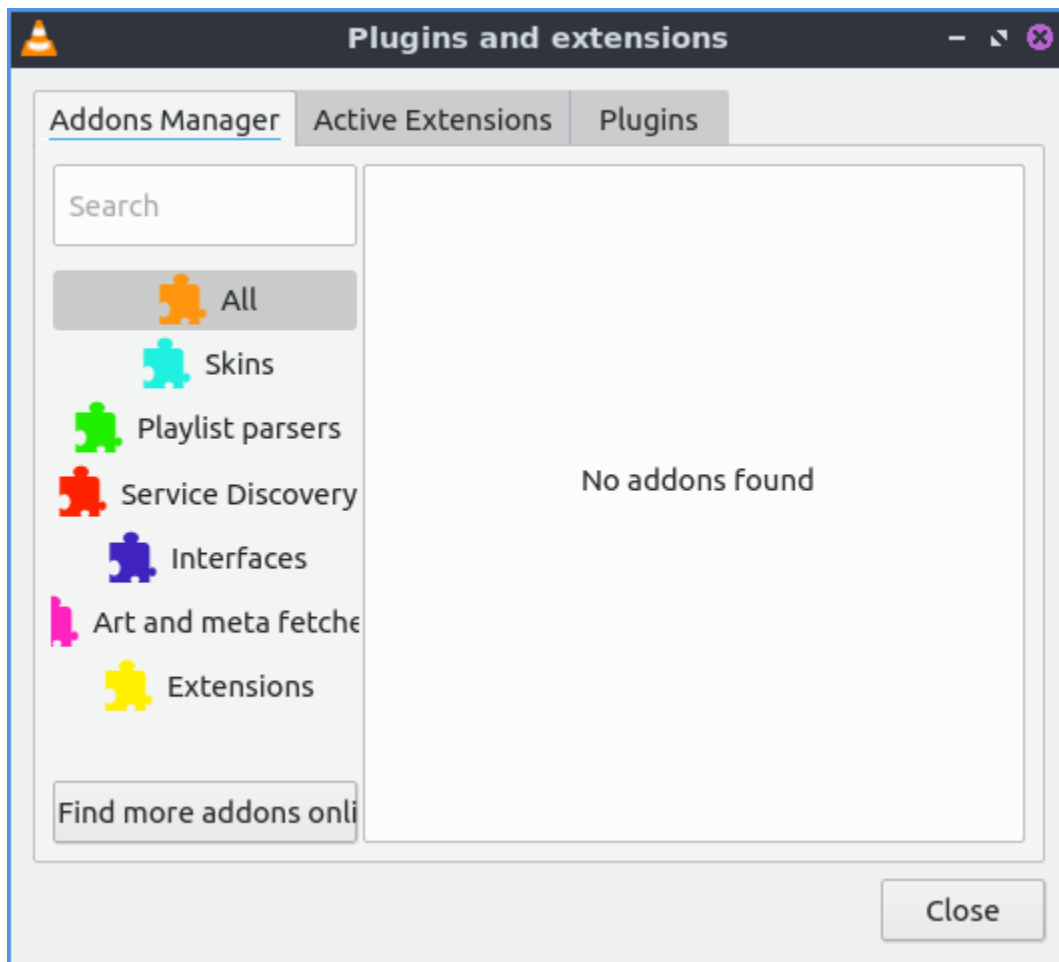 Plugins and extensions
Addons Manager
Active Extensions
Plugins
Search
All
Skins
Playlist parsers
Service Discovery
Interfaces
Art and meta fetche
Extensions
No addons found
Find more addons onli
Close